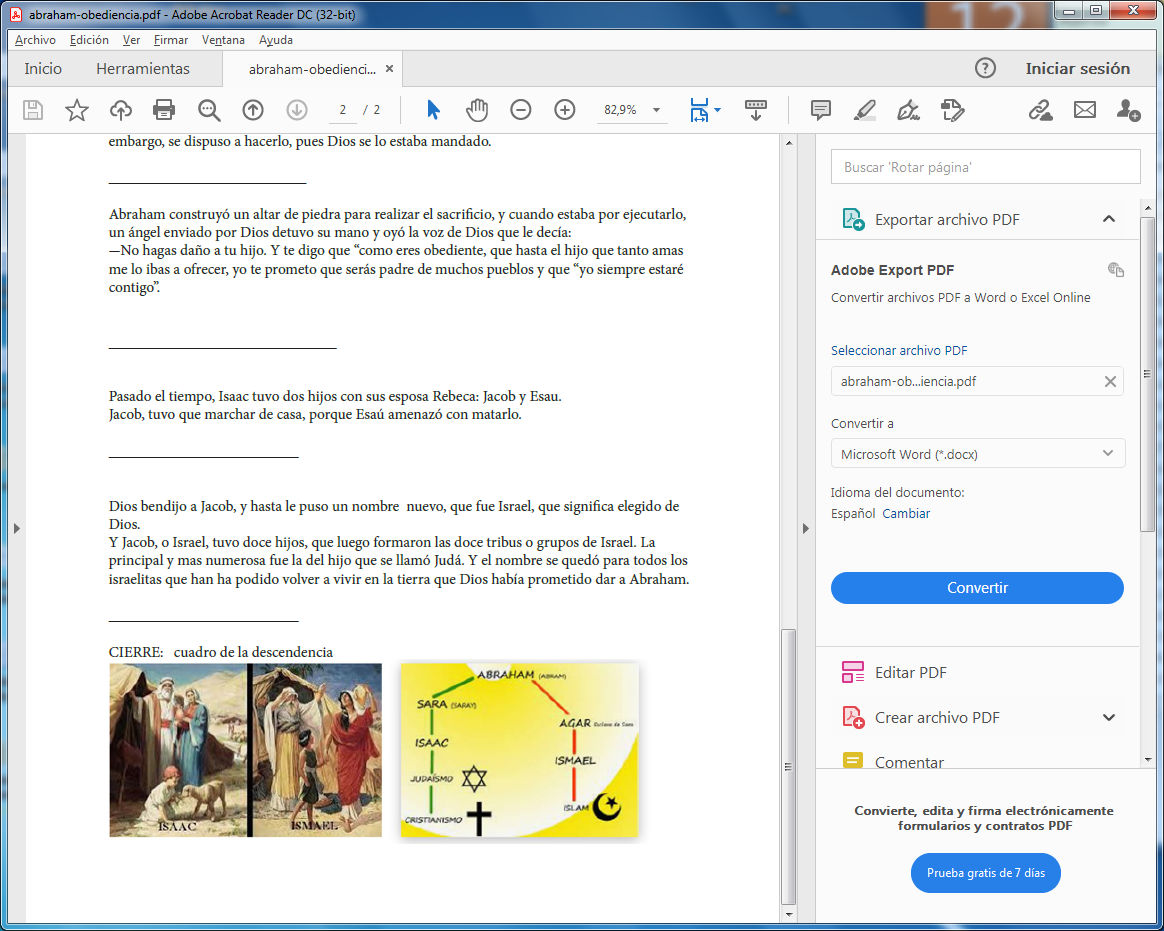 abraham-obediencia.pdf - Adobe Acrobat Reader DC (32-bit)
Archivo Edición Ver Firmar Ventana Ayuda
Inicio Herramientas abraham-obedienci... × Iniciar sesión
2 / 2 82,9%
embargo, se dispuso a hacerlo, pues Dios se lo estaba mandado.
Abraham construyó un altar de piedra para realizar el sacrificio, y cuando estaba por ejecutarlo,
un ángel enviado por Dios detuvo su mano y oyó la voz de Dios que le decía:
—No hagas daño a tu hijo. Y te digo que “como eres obediente, que hasta el hijo que tanto amas
me lo ibas a ofrecer, yo te prometo que serás padre de muchos pueblos y que “yo siempre estaré
contigo”.
Pasado el tiempo, Isaac tuvo dos hijos con sus esposa Rebeca: Jacob y Esau.
Jacob, tuvo que marchar de casa, porque Esaú amenazó con matarlo.
Dios bendijo a Jacob, y hasta le puso un nombre nuevo, que fue Israel, que significa elegido de
Dios.
Y Jacob, o Israel, tuvo doce hijos, que luego formaron las doce tribus o grupos de Israel. La
principal y mas numerosa fue la del hijo que se llamó Judá. Y el nombre se quedó para todos los
israelitas que han ha podido volver a vivir en la tierra que Dios había prometido dar a Abraham.
CIERRE: cuadro de la descendencia
ISAAC
ISMAEL
ABRAHAM (ABRAM)
SARA (SARAY)
AGAR Esclava de Sara
ISAAC
ISMAEL
JUDAÍSMO
ISLAM
CRISTIANISMO
Buscar 'Rotar página'
Exportar archivo PDF
Adobe Export PDF
Convertir archivos PDF a Word o Excel Online
Seleccionar archivo PDF
abraham-ob...iencia.pdf
Convertir a
Microsoft Word (*.docx)
Idioma del documento:
Español Cambiar
Convertir
Editar PDF
Crear archivo PDF
Comentar
Convierte, edita y firma electrónicamente
formularios y contratos PDF
Prueba gratis de 7 días